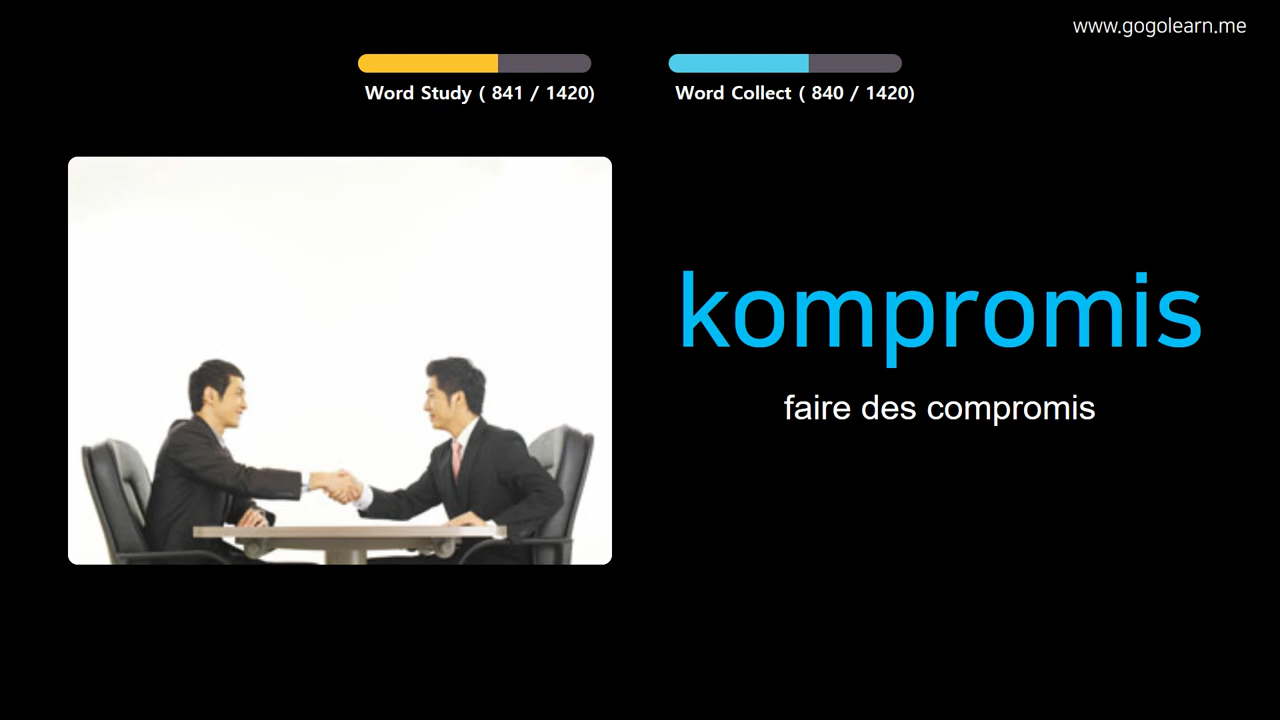 www.gogolearn.me
Word Study ( 841 / 1420)
Word Collect ( 840 / 1420)
kompromis
faire des compromis